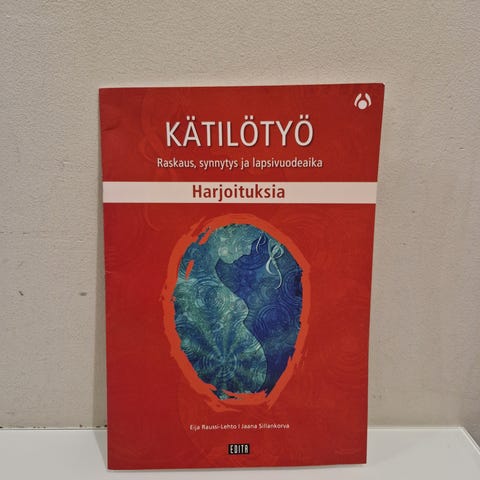 KÄTILÖTYÖ
Raskaus, synnytys ja lapsivuodeaika
Harjoituksia
Eija Raussi-Lehto I Jaana Sillankorva
EDITA